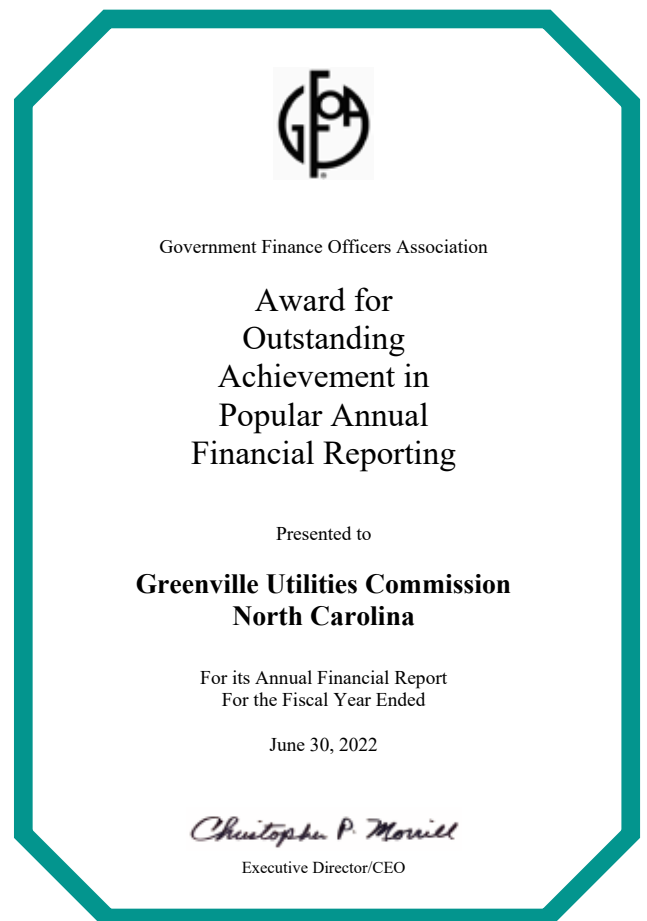 GFOA
Government Finance Officers Association
Award for
Outstanding
Achievement in
Popular Annual
Financial Reporting
Presented to
Greenville Utilities Commission
North Carolina
For its Annual Financial Report
For the Fiscal Year Ended
June 30, 2022
Christopher P. Morrill
Executive Director/CEO